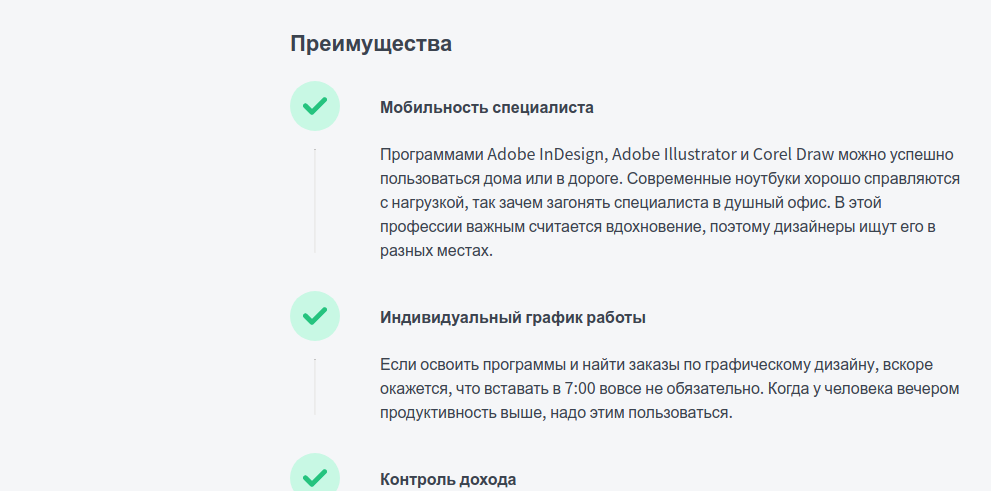 Преимущества
Мобильность специалиста
Программами Adobe InDesign, Adobe Illustrator и Corel Draw можно успешно
пользоваться дома или в дороге. Современные ноутбуки хорошо справляются
с нагрузкой, так зачем загонять специалиста в душный офис. В этой
профессии важным считается вдохновение, поэтому дизайнеры ищут его в
разных местах.
Индивидуальный график работы
Если освоить программы и найти заказы по графическому дизайну, вскоре
окажется, что вставать в 7:00 вовсе не обязательно. Когда у человека вечером
продуктивность выше, надо этим пользоваться.
Контроль дохода